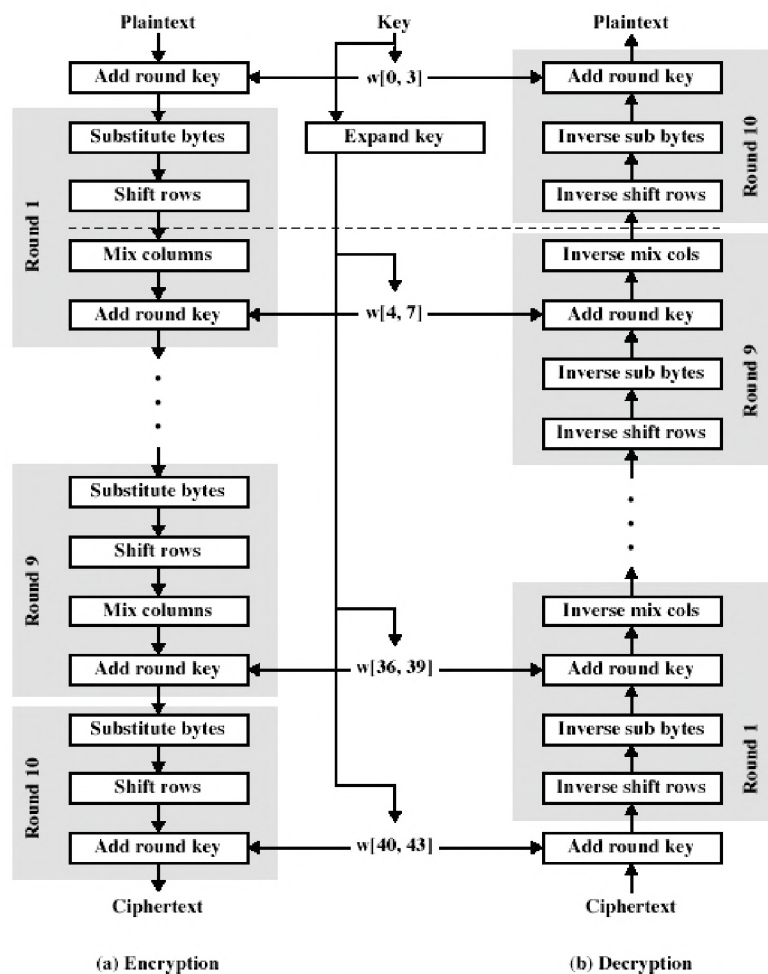 Plaintext
Key
Plaintext
Add round key
w[0, 3]
Add round key
Substitute bytes
Expand key
Inverse sub bytes
Shift rows
Inverse shift rows
Round 1
Round 10
Mix columns
Inverse mix cols
Add round key
w[4, 7]
Add round key
Inverse sub bytes
Round 9
Inverse shift rows
Substitute bytes
Shift rows
Round 9
Mix columns
Inverse mix cols
Add round key
w[36, 39]
Add round key
Substitute bytes
Inverse sub bytes
Round 10
Round 1
Shift rows
Inverse shift rows
Add round key
w[40, 43]
Add round key
Ciphertext
Ciphertext
(a) Encryption
(b) Decryption